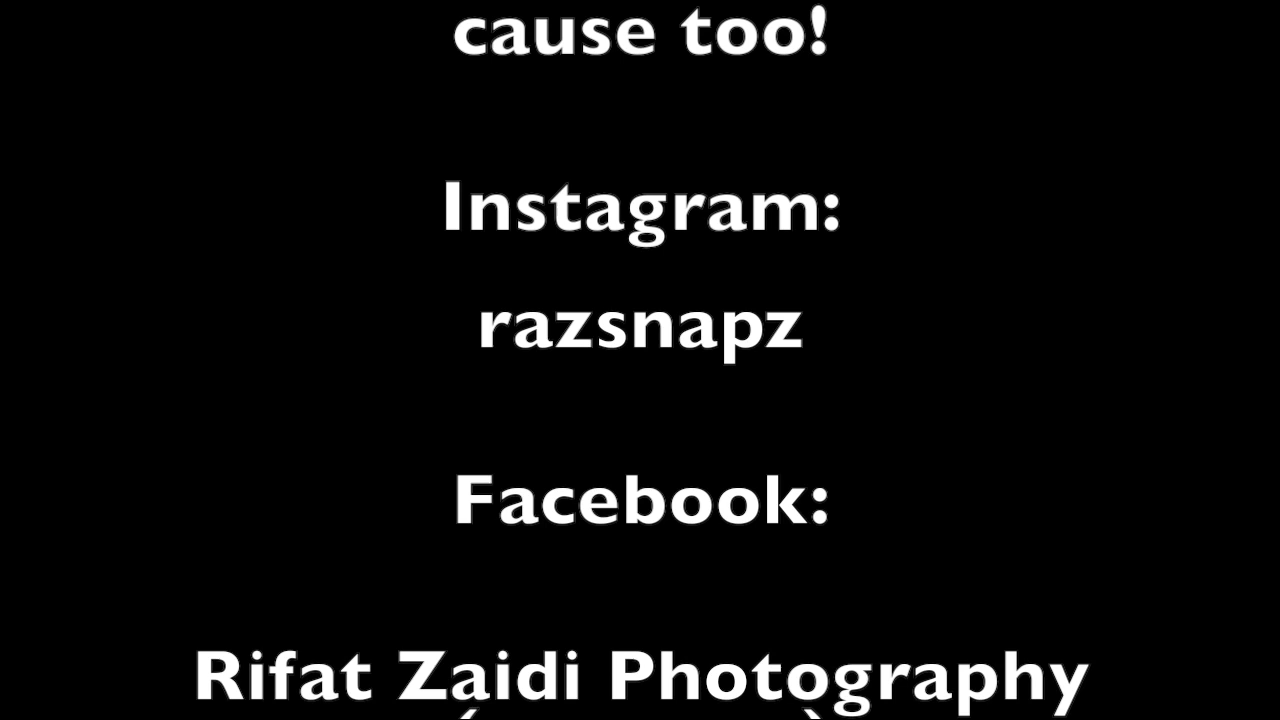 cause too!
Instagram:
razsnapz
Facebook:
Rifat Zaidi Photography